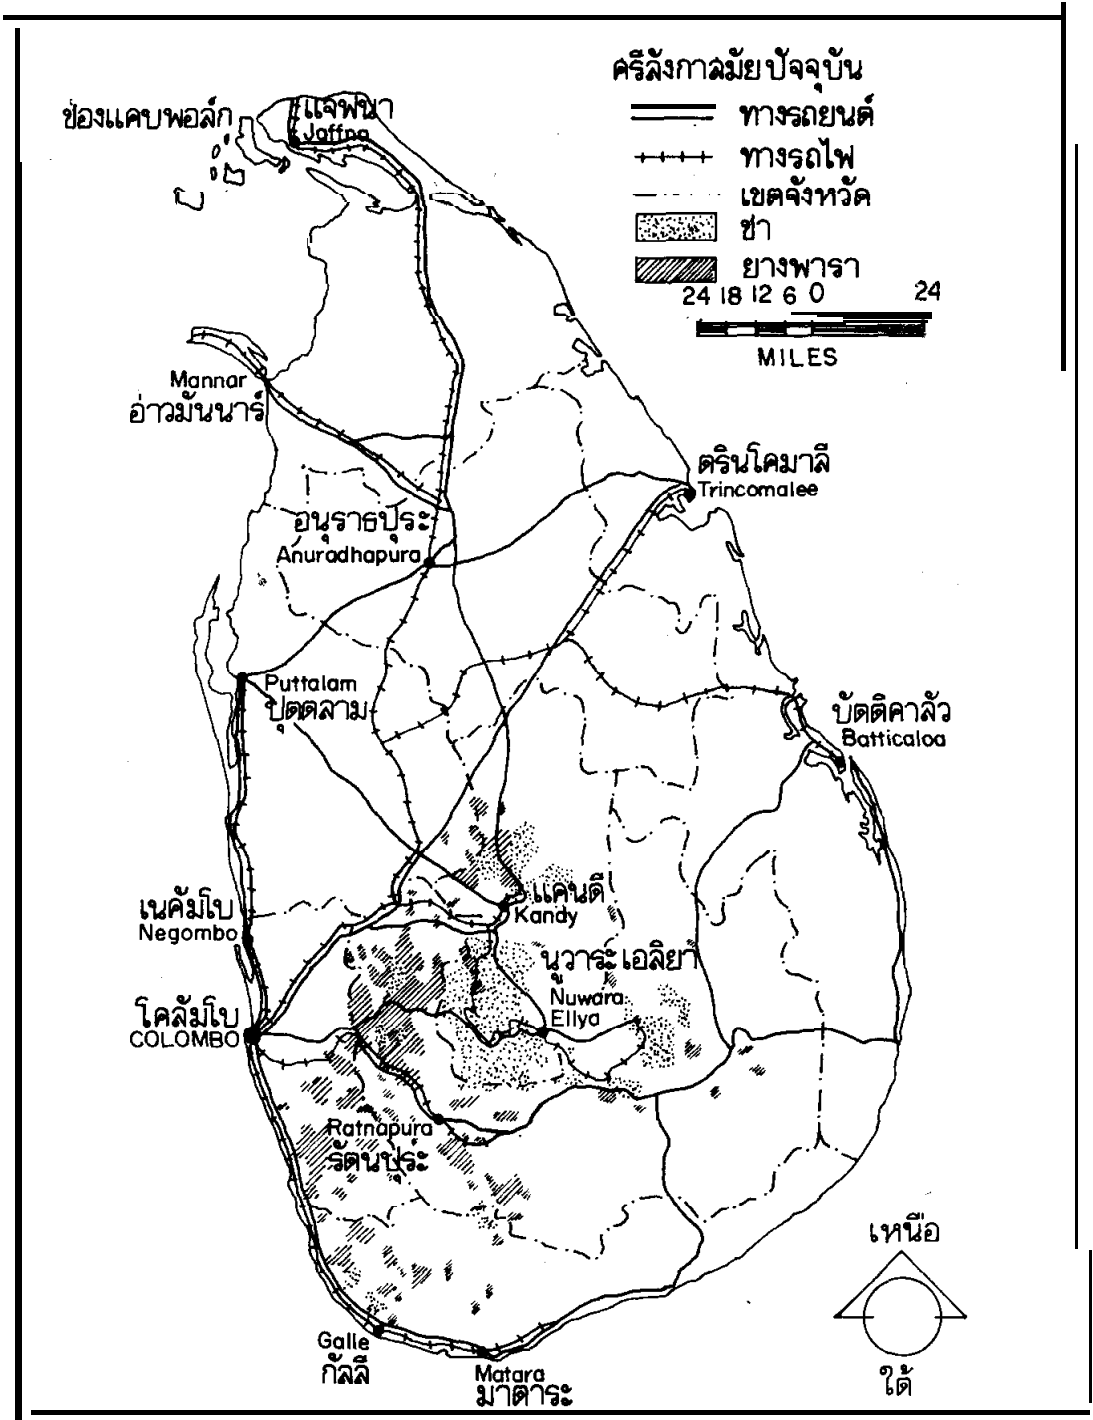 ศรีลังกาสมัยปัจจุบัน
ทางรถยนต์
ทางรถไฟ
เขตจังหวัด
ชา
ยางพารา
24 18 12 6 0 24
MILES
ช่องแคบพอล์ก
แจฟนา
Jaffna
Mannar
อ่าวมันนาร์
ตรินโคมาลี
Trincomalee
อนุราธปุระ
Anuradhapura
Puttalam
ปุตตลาม
บัตติคาลัว
Batticaloa
แคนดี
Kandy
เนคัมโบ
Negombo
นูวาระเอลิยา
Nuwara
Ellya
โคลัมโบ
COLOMBO
Ratnapura
รัตนปุระ
Galle
กัลลี
Matara
มาตาระ
เหนือ
ใต้